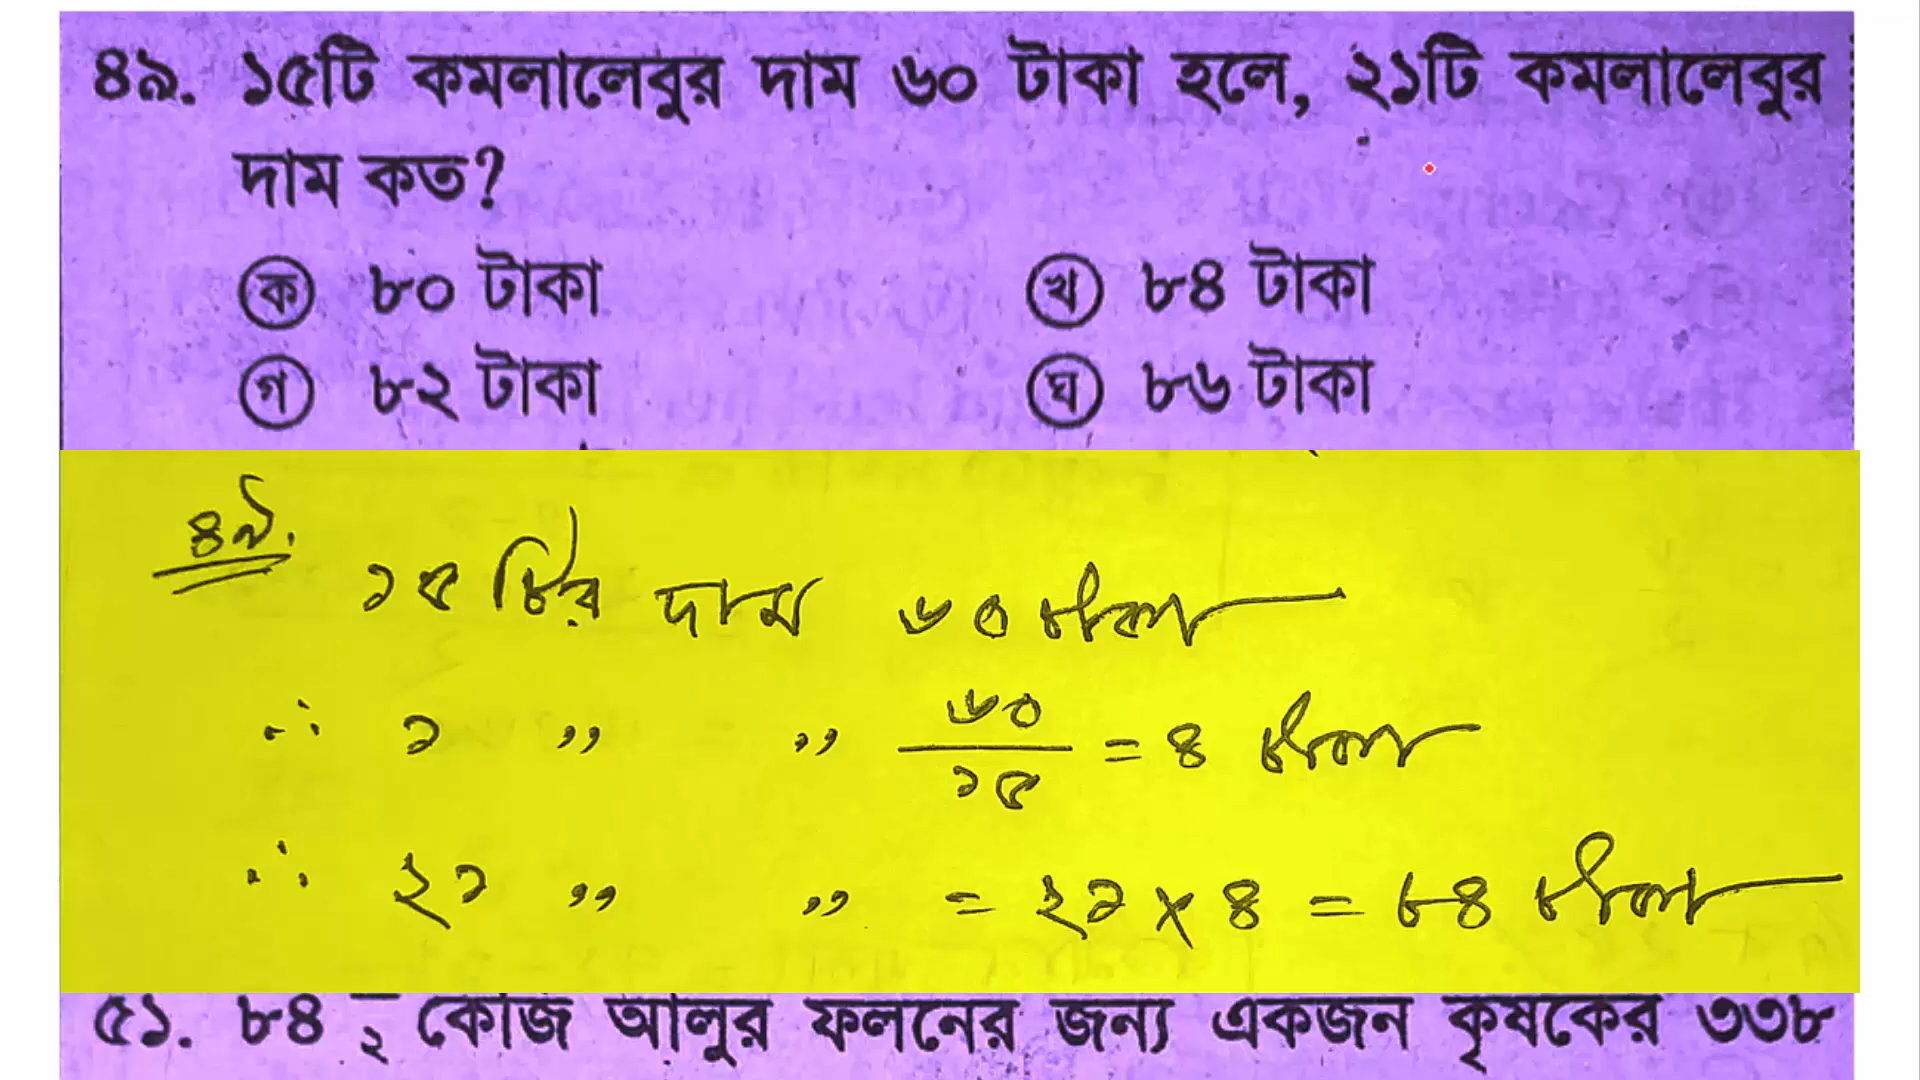 ৪৯. ১৫টি কমলালেবুর দাম ৬০ টাকা হলে, ২১টি কমলালেবুর
দাম কত?
ক ৮০ টাকা খ ৮৪ টাকা
গ ৮২ টাকা ঘ ৮৬ টাকা
৪৯.
১৫ টির দাম ৬০ টাকা
∴ ১ ,, ,, ৬০/১৫ = ৪ টাকা
∴ ২১ ,, ,, = ২১ × ৪ = ৮৪ টাকা
৫১. ৮৪ ২ কেজি আলুর ফলনের জন্য একজন কৃষকের ৩৩৮